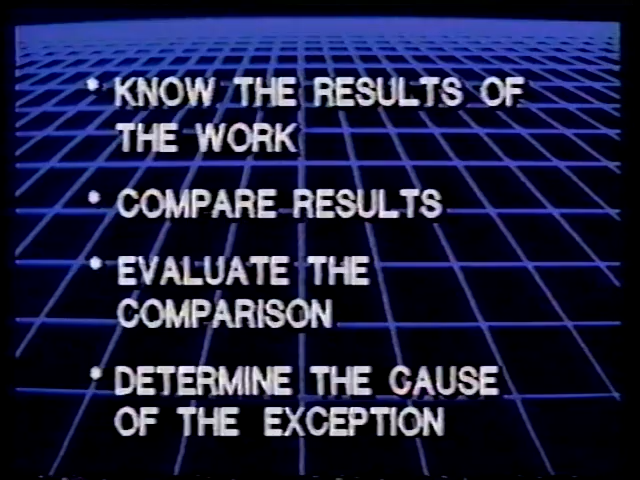 * KNOW THE RESULTS OF
THE WORK
* COMPARE RESULTS
* EVALUATE THE
COMPARISON
* DETERMINE THE CAUSE
OF THE EXCEPTION